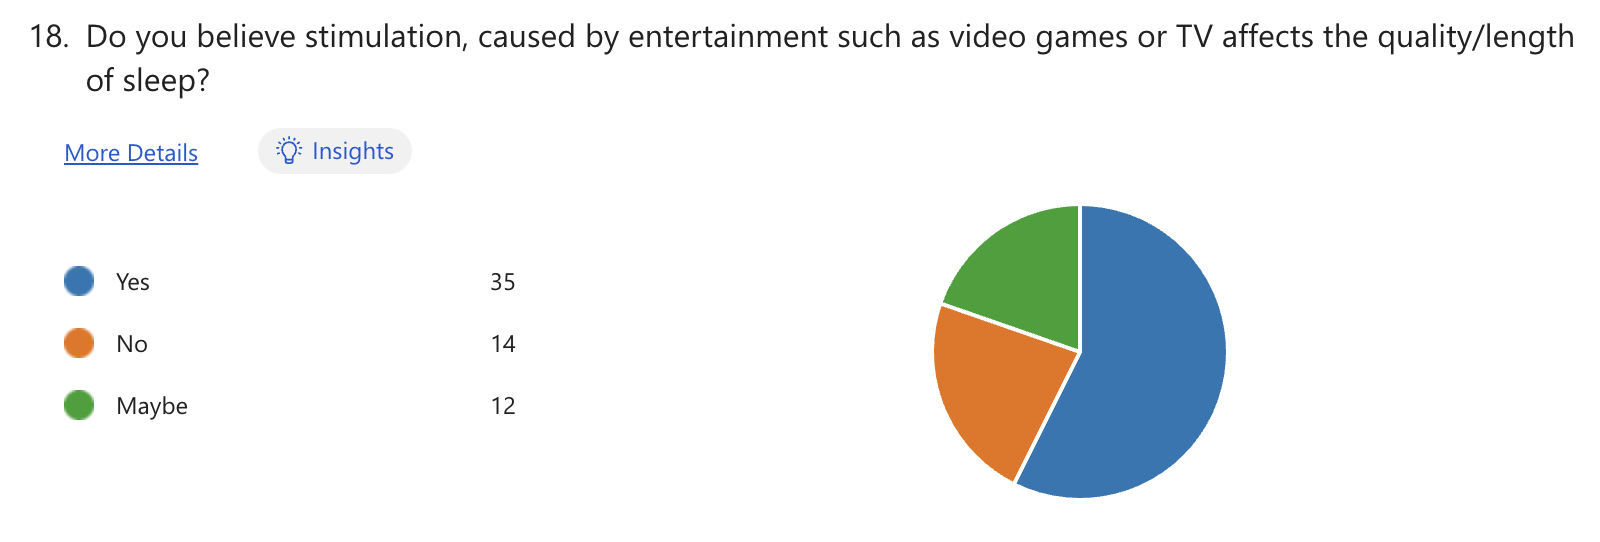 18. Do you believe stimulation, caused by entertainment such as video games or TV affects the quality/length
of sleep?
More Details
Insights
Yes 35
No 14
Maybe 12